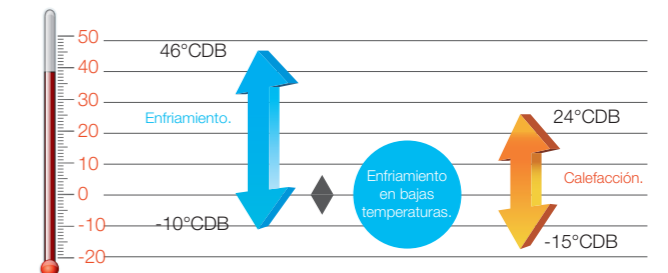 50
46°CDB
40
30
Enfriamiento.
20
24°CDB
10
Enfriamiento
en bajas
temperaturas.
Calefacción.
0
-10
-10°CDB
-15°CDB
-20